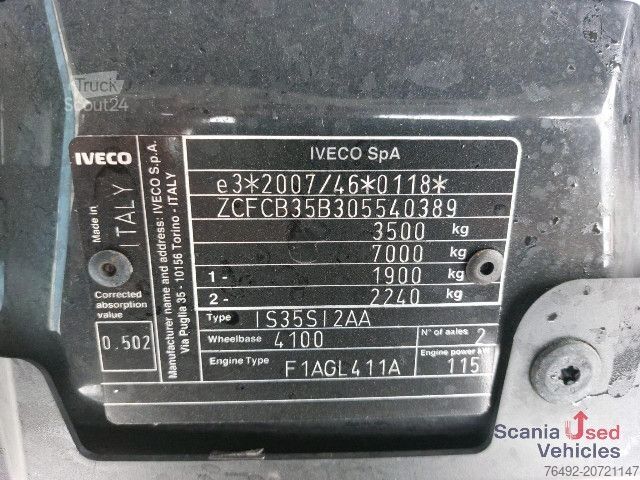 Truck
Scout24
IVECO
IVECO SpA
Made in
ITALY
Manufacturer name and address: IVECO S.p.A.
Via Puglia 35 - 10156 Torino - ITALY
e3*2007/46*0118*
ZCFCB35B305540389
3500 kg
7000 kg
1- 1900 kg
2- 2240 kg
Corrected
absorption
value
0.502
Type IS35SI2AA
Wheelbase 4100 N° of axles 2
Engine Type F1AGL411A Engine power kW 115
Scania Used
Vehicles
76492-20721147